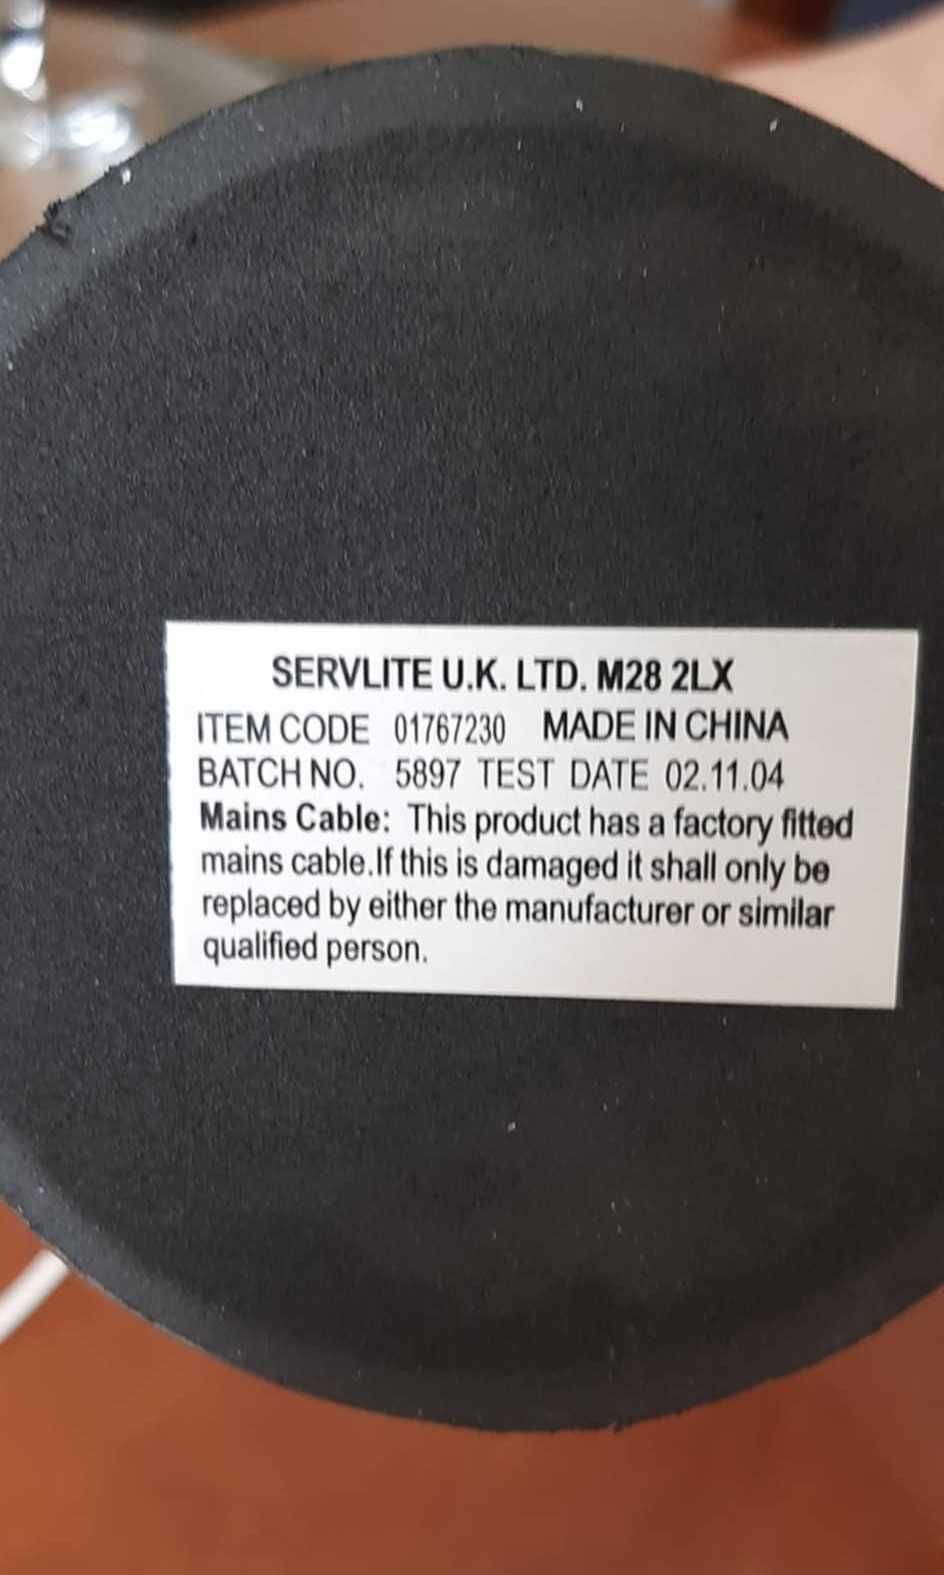 SERVLITE U.K. LTD. M28 2LX
ITEM CODE 01767230 MADE IN CHINA
BATCH NO. 5897 TEST DATE 02.11.04
Mains Cable: This product has a factory fitted
mains cable.If this is damaged it shall only be
replaced by either the manufacturer or similar
qualified person.